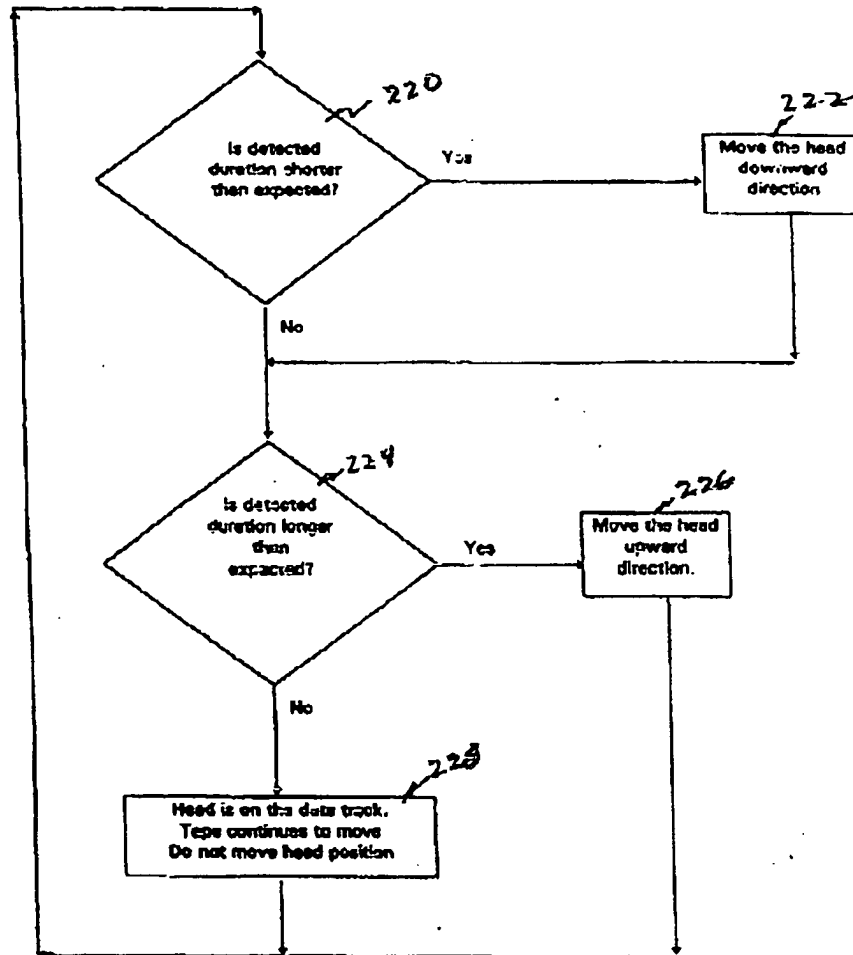 220
Is detected
duration shorter
than expected?
Yes
222
Move the head
downward
direction
No
224
Is detected
duration longer
than
expected?
Yes
226
Move the head
upward
direction.
No
228
Head is on the data track.
Tape continues to move
Do not move head position